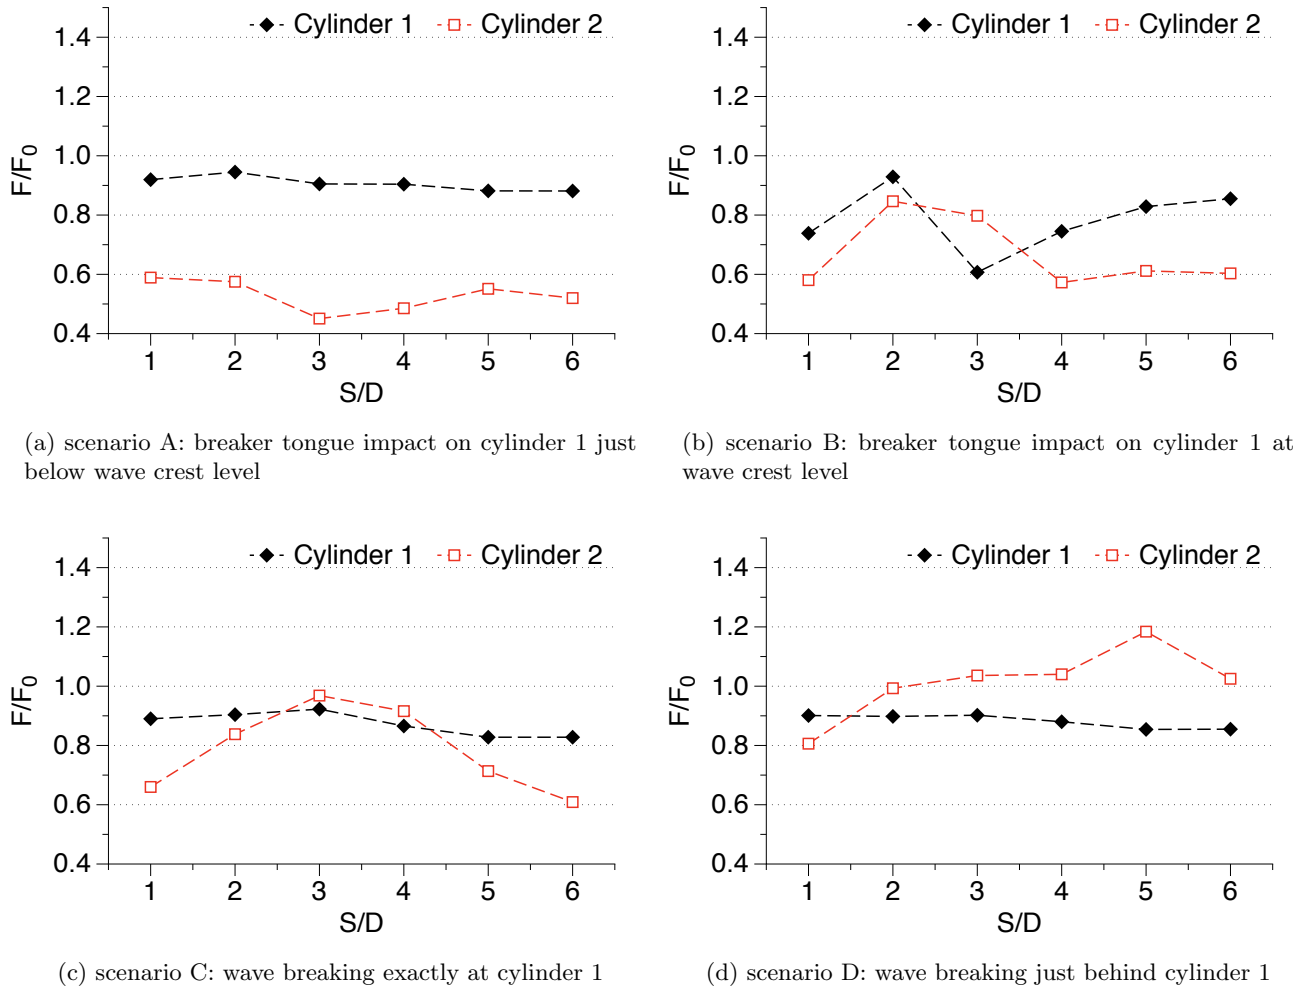 Cylinder 1 Cylinder 2
1.4
1.2
1.0
0.8
0.6
0.4
F/F0
1 2 3 4 5 6
S/D
(a) scenario A: breaker tongue impact on cylinder 1 just
below wave crest level
Cylinder 1 Cylinder 2
1.4
1.2
1.0
0.8
0.6
0.4
F/F0
1 2 3 4 5 6
S/D
(b) scenario B: breaker tongue impact on cylinder 1 at
wave crest level
Cylinder 1 Cylinder 2
1.4
1.2
1.0
0.8
0.6
0.4
F/F0
1 2 3 4 5 6
S/D
(c) scenario C: wave breaking exactly at cylinder 1
Cylinder 1 Cylinder 2
1.4
1.2
1.0
0.8
0.6
0.4
F/F0
1 2 3 4 5 6
S/D
(d) scenario D: wave breaking just behind cylinder 1